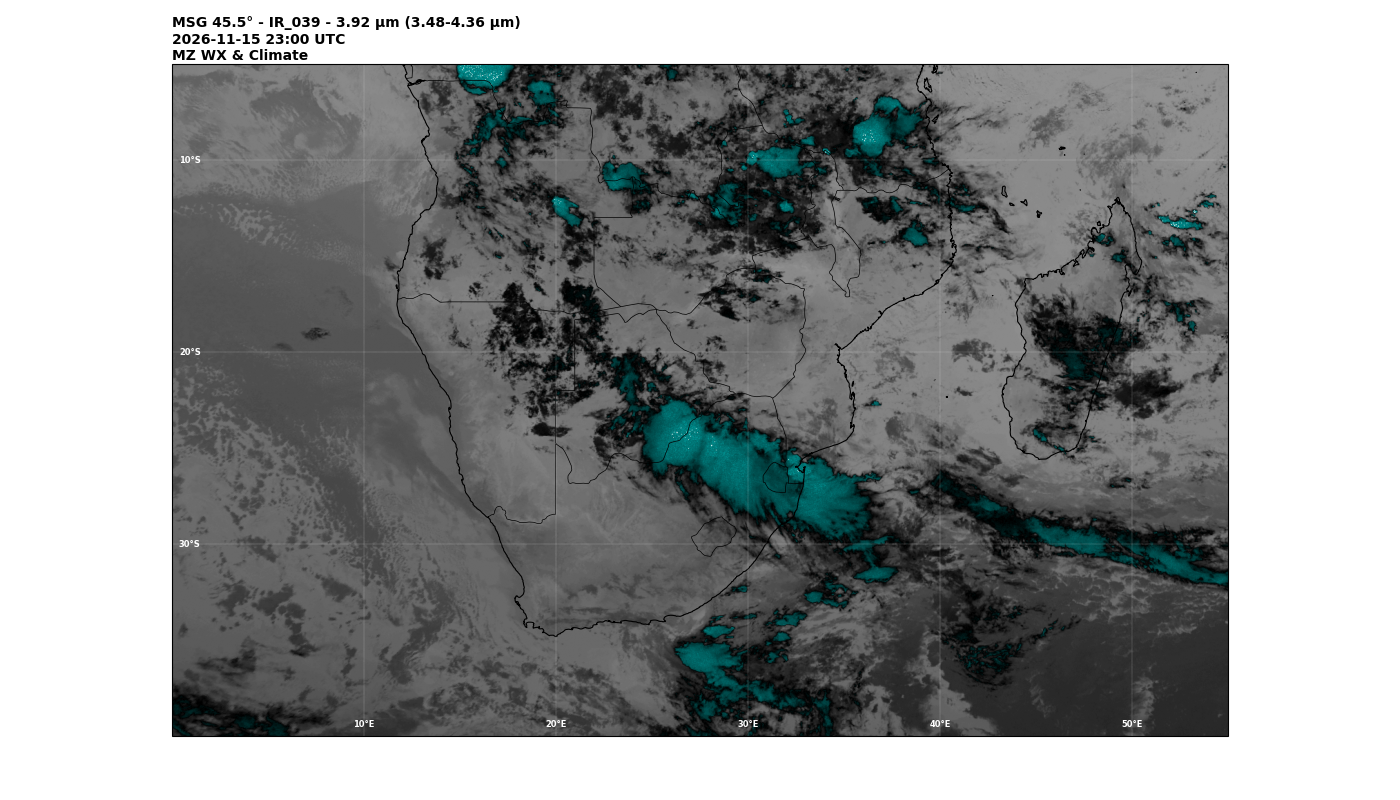 MSG 45.5° - IR_039 - 3.92 µm (3.48-4.36 µm)
2026-11-15 23:00 UTC
MZ WX & Climate
10°S
20°S
30°S
10°E
20°E
30°E
40°E
50°E